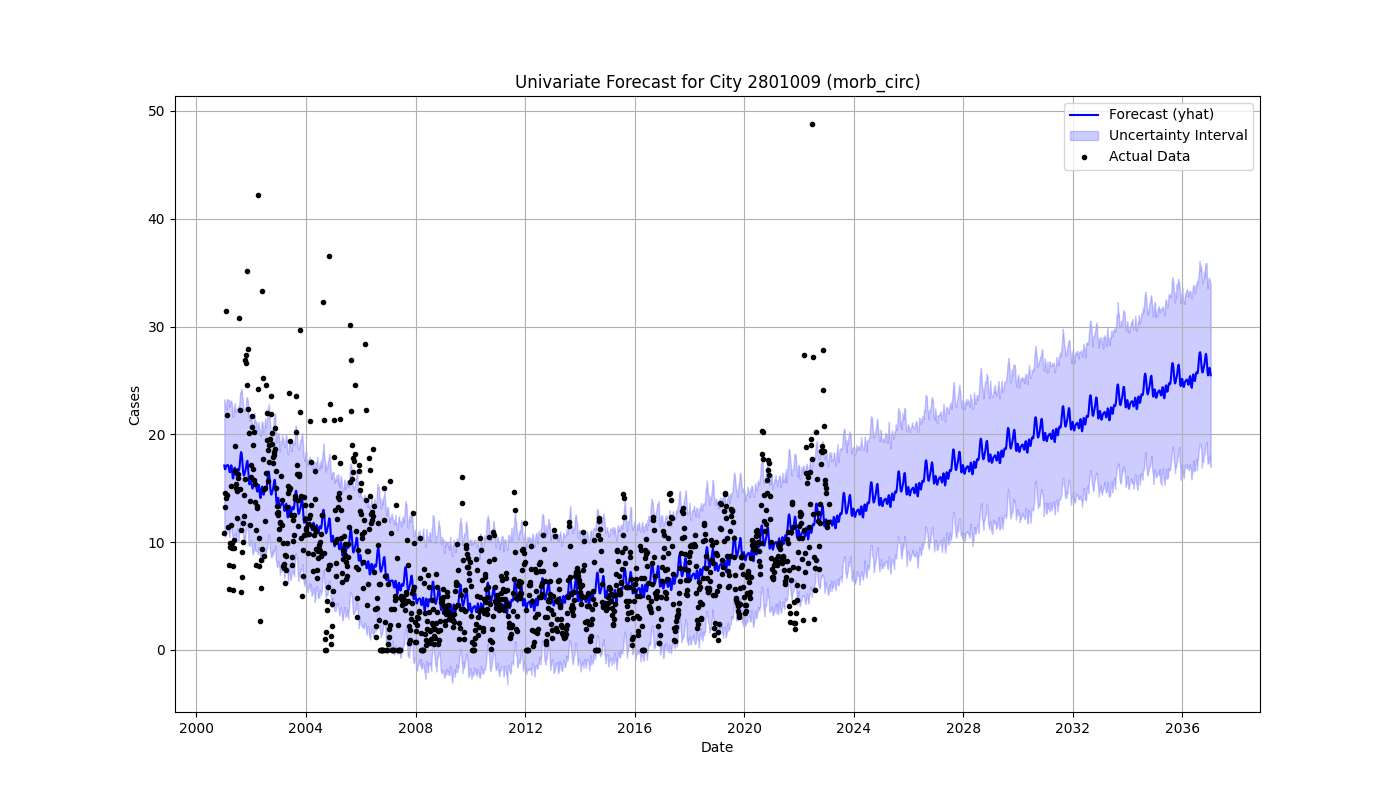 Univariate Forecast for City 2801009 (morb_circ)
Forecast (yhat)
Uncertainty Interval
Actual Data
Cases
50
40
30
20
10
0
2000 2004 2008 2012 2016 2020 2024 2028 2032 2036
Date